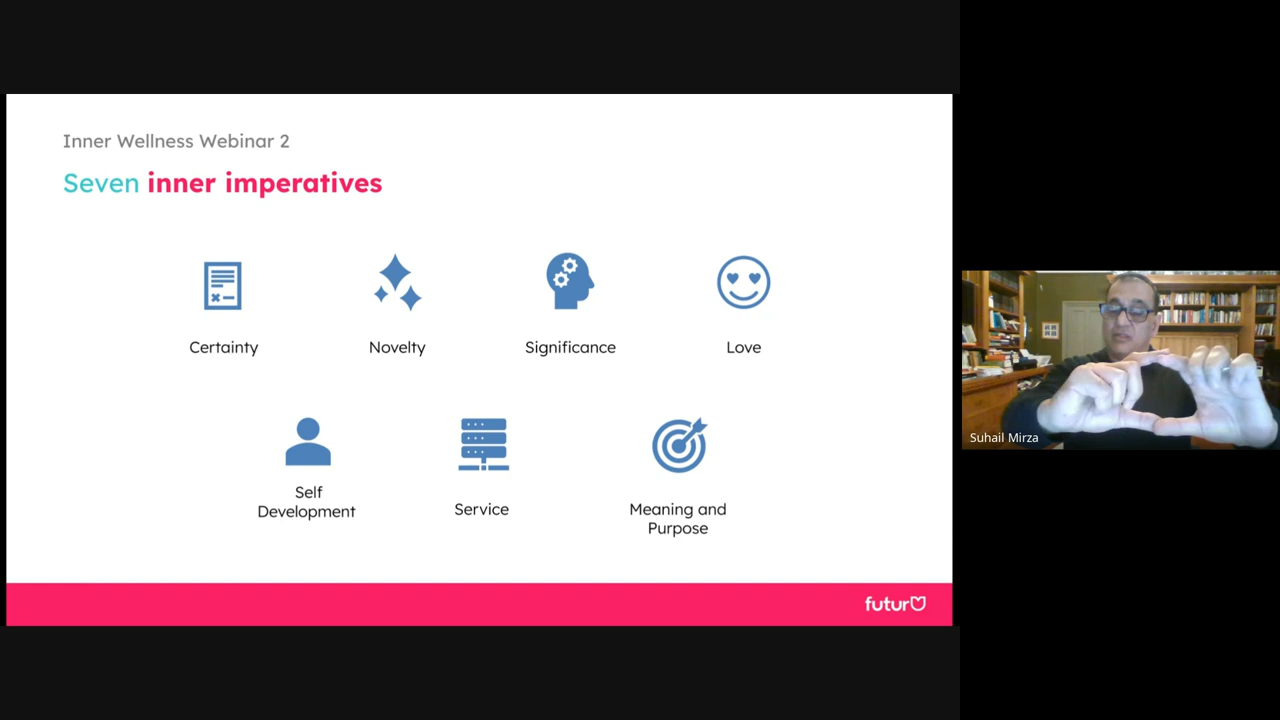 Inner Wellness Webinar 2
Seven inner imperatives
Certainty
Novelty
Significance
Love
Self
Development
Service
Meaning and
Purpose
futurU
Suhail Mirza